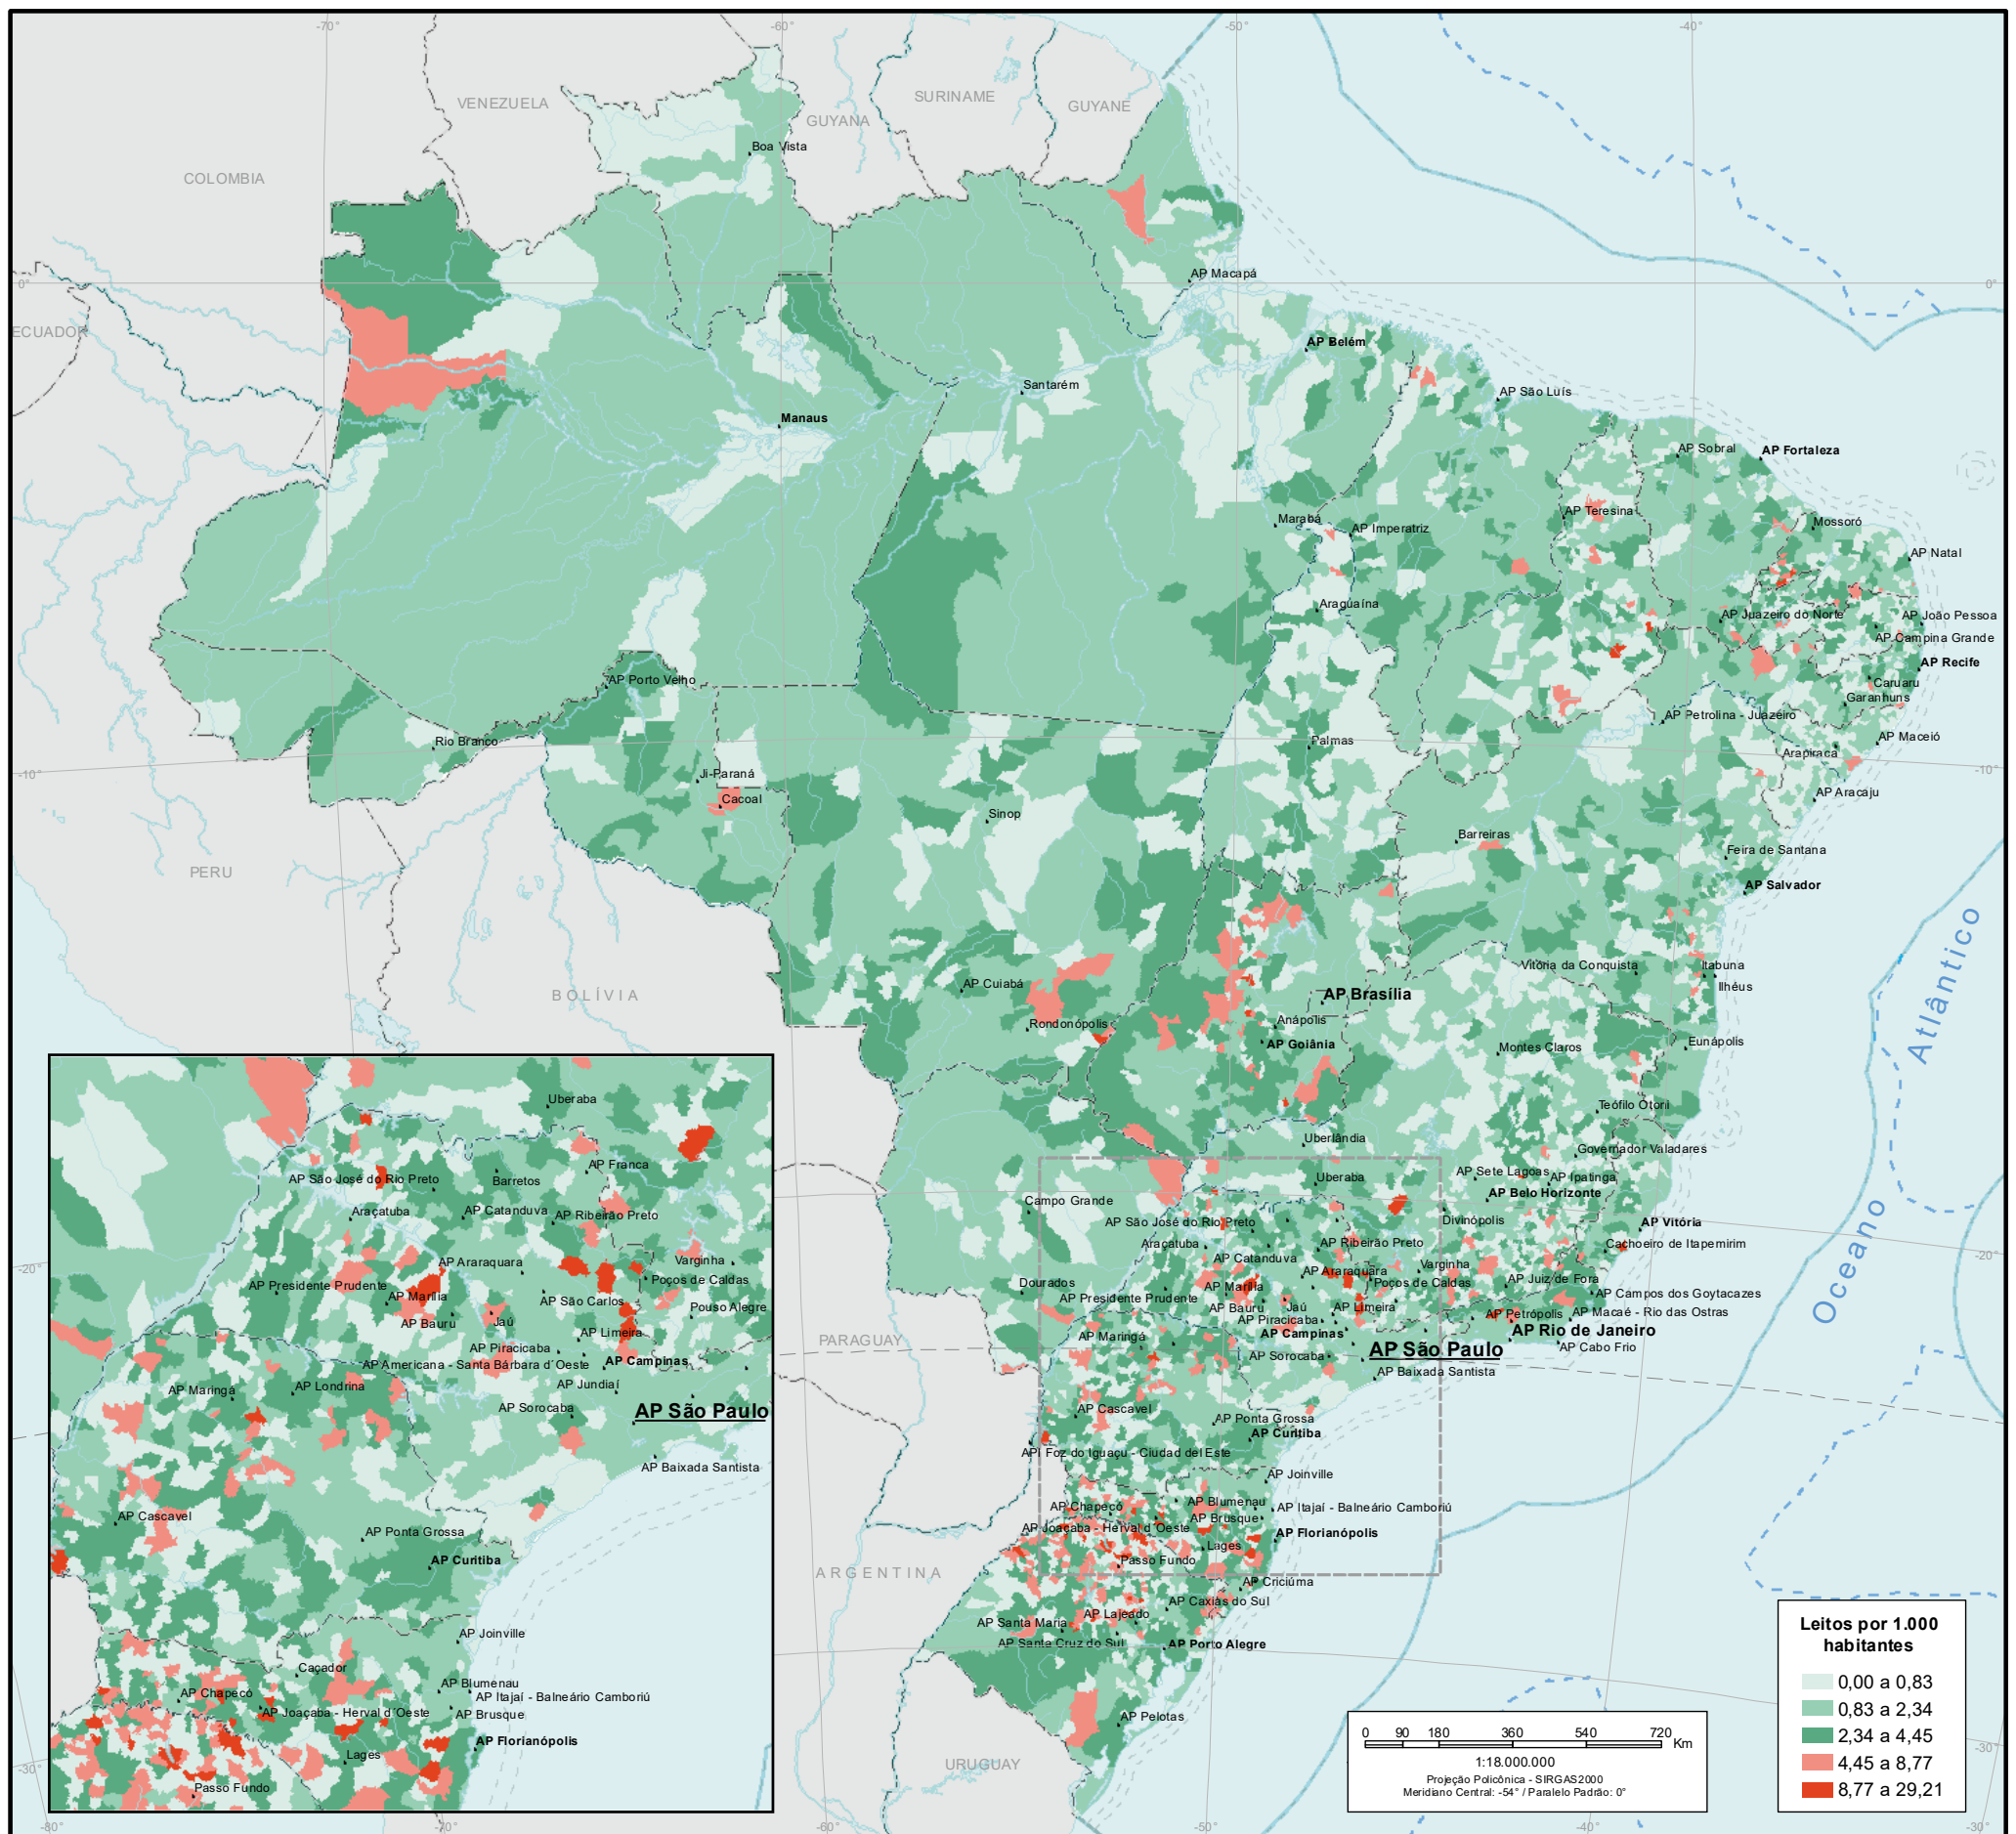 -70°
-60°
-50°
-40°
VENEZUELA
SURINAME
GUYANE
GUYANA
COLOMBIA
Boa Vista
AP Macapá
0°
0°
ECUADOR
AP Belém
Santarém
AP São Luís
Manaus
AP Sobral
AP Fortaleza
AP Teresina
Marabá
AP Imperatriz
Mossoró
AP Natal
Araguaína
AP Juazeiro do Norte
AP João Pessoa
AP Campina Grande
AP Recife
AP Porto Velho
Caruaru
Garanhuns
AP Petrolina - Juazeiro
Rio Branco
Palmas
AP Maceió
Arapiraca
-10°
-10°
Ji-Paraná
Cacoal
AP Aracaju
Sinop
Barreiras
Feira de Santana
PERU
AP Salvador
Vitória da Conquista
Itabuna
Ilhéus
AP Cuiabá
BOLÍVIA
AP Brasília
Rondonópolis
Anápolis
AP Goiânia
Montes Claros
Eunápolis
Oceano Atlântico
Teófilo Otoni
Uberlândia
Governador Valadares
Uberaba
AP Sete Lagoas
AP Ipatinga
AP Belo Horizonte
Campo Grande
AP São José do Rio Preto
Divinópolis
AP Vitória
Araçatuba
AP Ribeirão Preto
Cachoeiro de Itapemirim
AP Catanduva
AP Araraquara
Varginha
-20°
Dourados
AP Marília
Poços de Caldas
AP Juiz de Fora
AP Presidente Prudente
AP Campos dos Goytacazes
AP Bauru
Jaú
AP Limeira
AP Petrópolis
AP Macaé - Rio das Ostras
AP Piracicaba
AP Rio de Janeiro
PARAGUAY
AP Maringá
AP Campinas
AP São Paulo
AP Cabo Frio
AP Sorocaba
AP Baixada Santista
AP Cascavel
AP Ponta Grossa
AP Curitiba
API Foz do Iguaçu - Ciudad del Este
AP Joinville
AP Chapecó
AP Blumenau
AP Itajaí - Balneário Camboriú
AP Brusque
AP Joaçaba - Herval d'Oeste
AP Florianópolis
Lages
Passo Fundo
ARGENTINA
AP Criciúma
AP Caxias do Sul
AP Lajeado
AP Santa Maria
AP Santa Cruz do Sul
AP Porto Alegre
AP Pelotas
URUGUAY
Uberaba
AP Franca
AP São José do Rio Preto
Barretos
Araçatuba
AP Catanduva
AP Ribeirão Preto
AP Araraquara
Varginha
-20°
AP Presidente Prudente
Poços de Caldas
AP Marília
AP São Carlos
Pouso Alegre
AP Bauru
Jaú
AP Limeira
AP Piracicaba
AP Americana - Santa Bárbara d'Oeste
AP Campinas
AP Maringá
AP Londrina
AP Jundiaí
AP Sorocaba
AP São Paulo
AP Baixada Santista
AP Cascavel
AP Ponta Grossa
AP Curitiba
AP Joinville
Caçador
AP Chapecó
AP Blumenau
AP Itajaí - Balneário Camboriú
AP Joaçaba - Herval d'Oeste
AP Brusque
AP Florianópolis
Lages
-30°
Passo Fundo
Leitos por 1.000
habitantes
0,00 a 0,83
0,83 a 2,34
2,34 a 4,45
4,45 a 8,77
8,77 a 29,21
0 90 180 360 540 720 Km
1:18.000.000
Projeção Policônica - SIRGAS2000
Meridiano Central: -54° / Paralelo Padrão: 0°
-30°
-80°
-70°
-60°
-50°
-40°
-30°